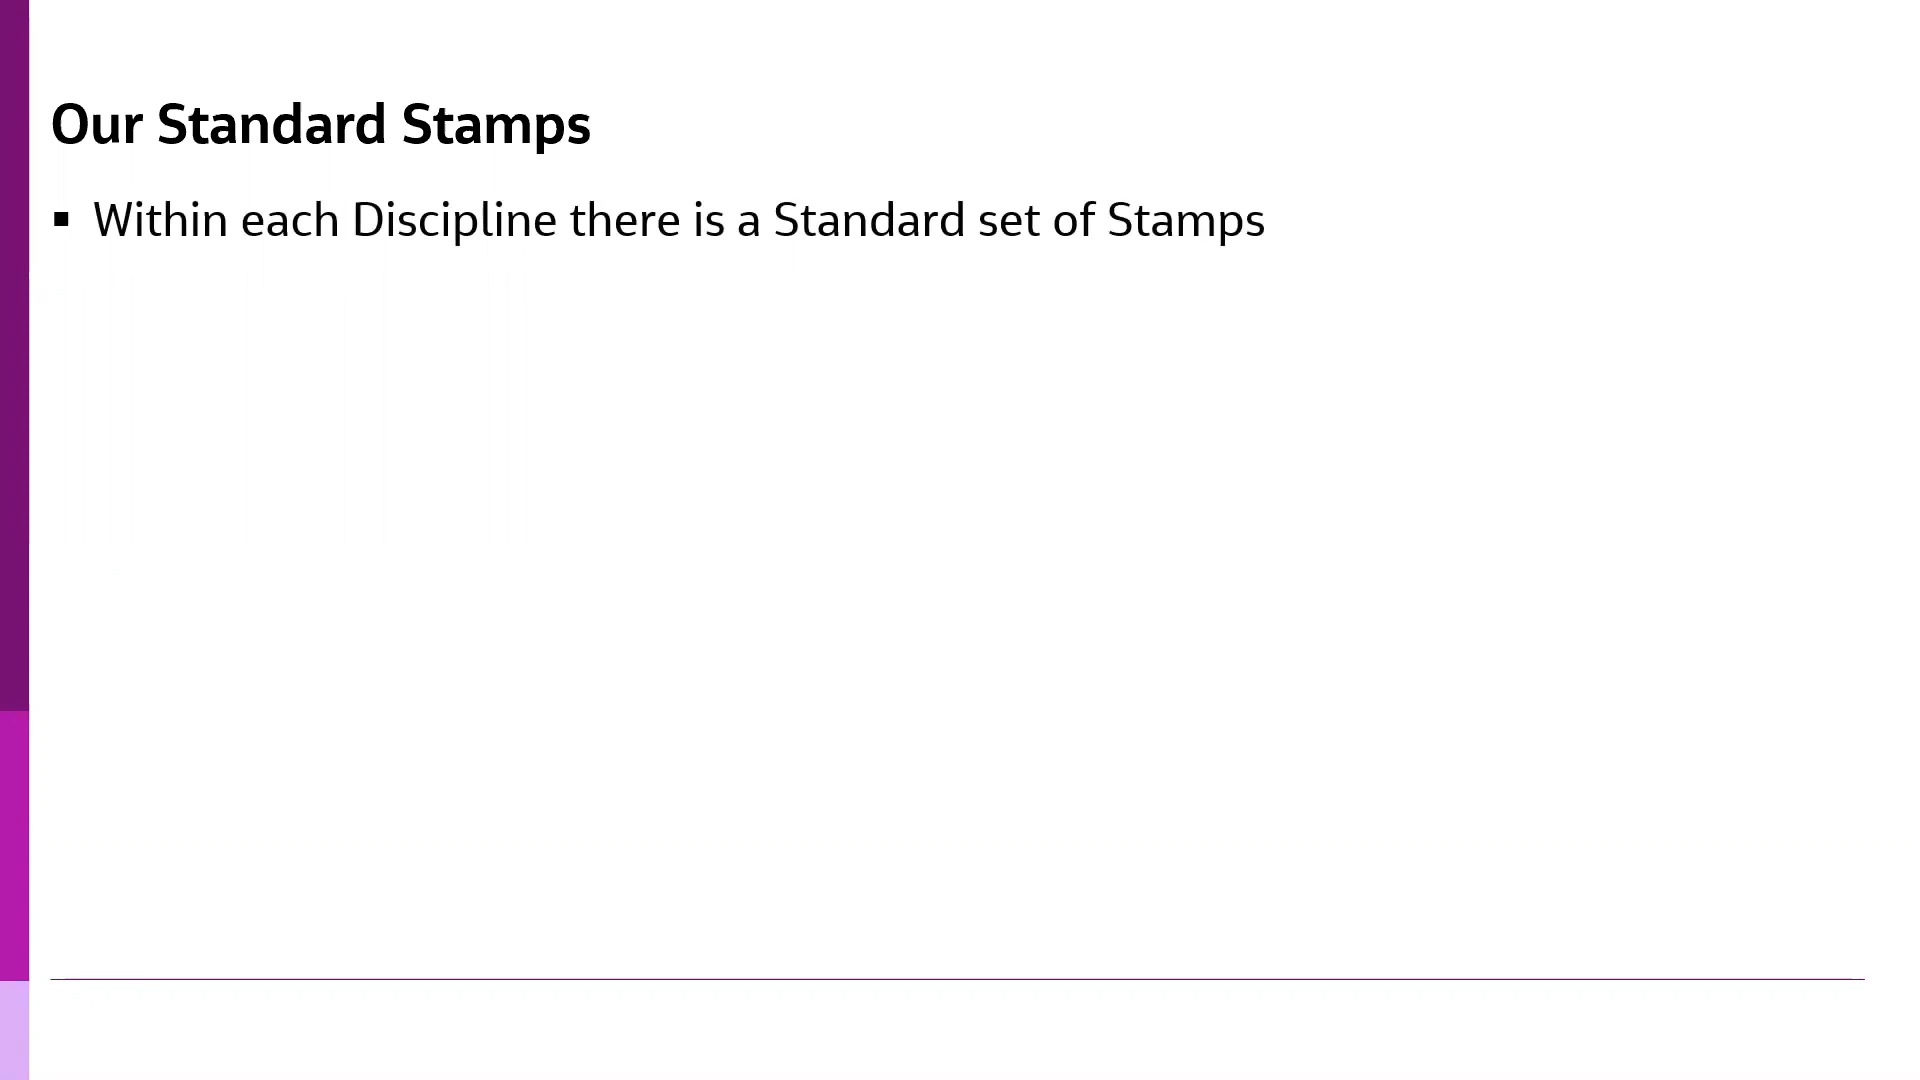 Our Standard Stamps
▪ Within each Discipline there is a Standard set of Stamps